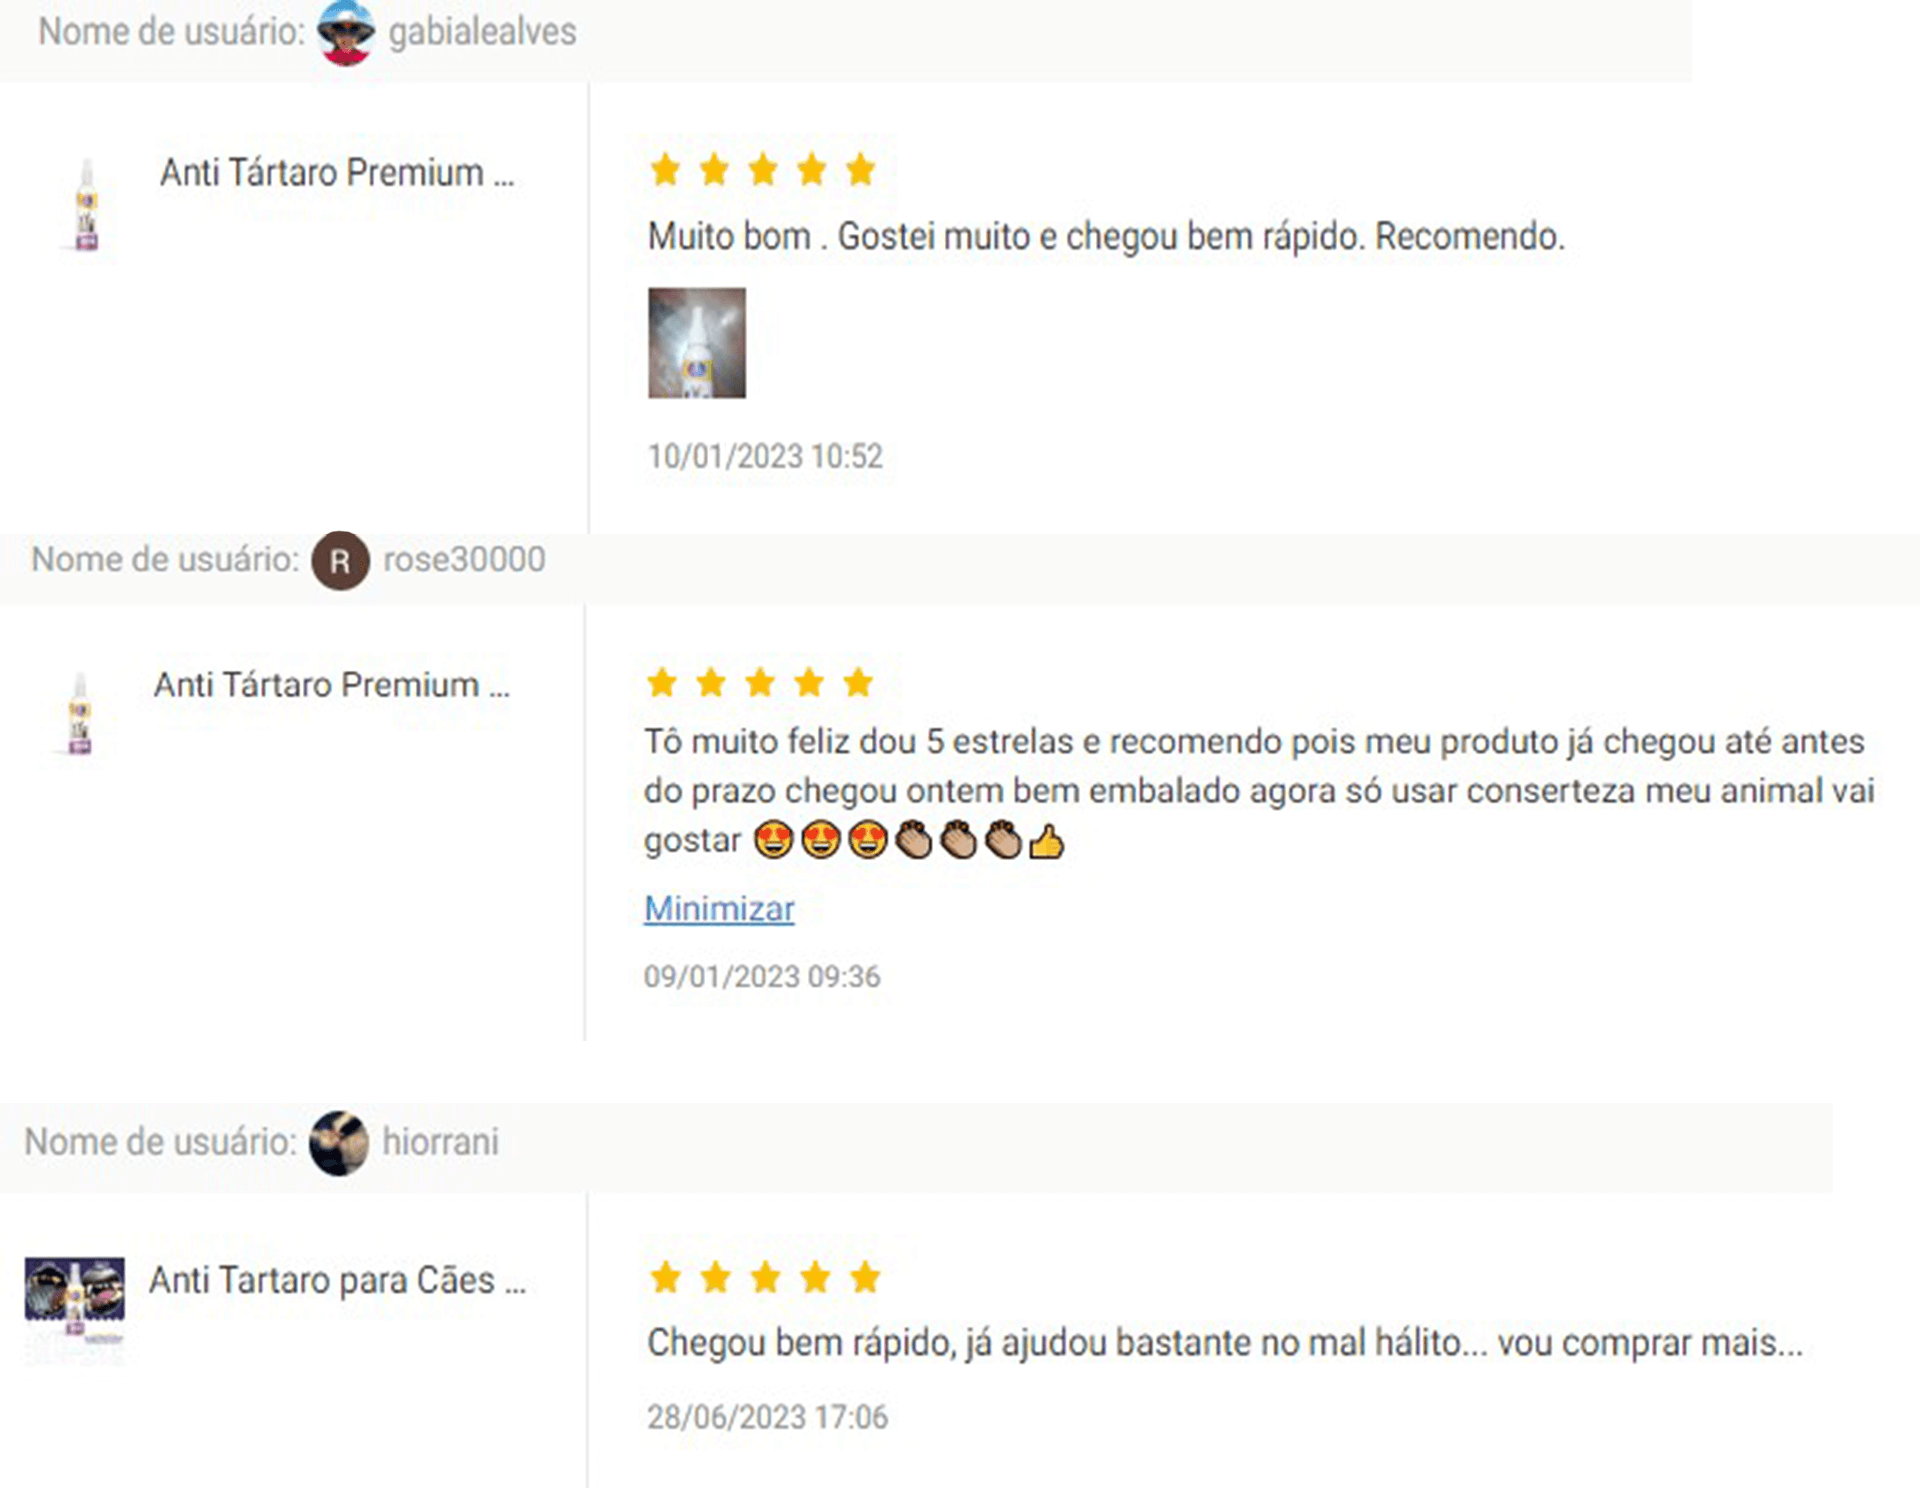 Nome de usuário: gabialealves
Anti Tártaro Premium ...
Muito bom . Gostei muito e chegou bem rápido. Recomendo.
10/01/2023 10:52
Nome de usuário: R rose30000
Anti Tártaro Premium ...
Tô muito feliz dou 5 estrelas e recomendo pois meu produto já chegou até antes
do prazo chegou ontem bem embalado agora só usar conserteza meu animal vai
gostar 😍😍😍👏🏽👏🏽👏🏽👍
Minimizar
09/01/2023 09:36
Nome de usuário: hiorrani
Anti Tartaro para Cães ...
Chegou bem rápido, já ajudou bastante no mal hálito... vou comprar mais...
28/06/2023 17:06